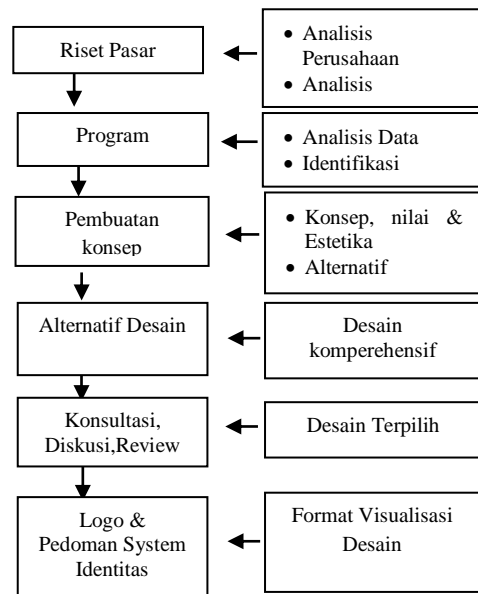 Riset Pasar
• Analisis
Perusahaan
• Analisis
Program
• Analisis Data
• Identifikasi
Pembuatan
konsep
• Konsep, nilai &
Estetika
• Alternatif
Alternatif Desain
Desain
komperehensif
Konsultasi,
Diskusi,Review
Desain Terpilih
Logo &
Pedoman System
Identitas
Format Visualisasi
Desain